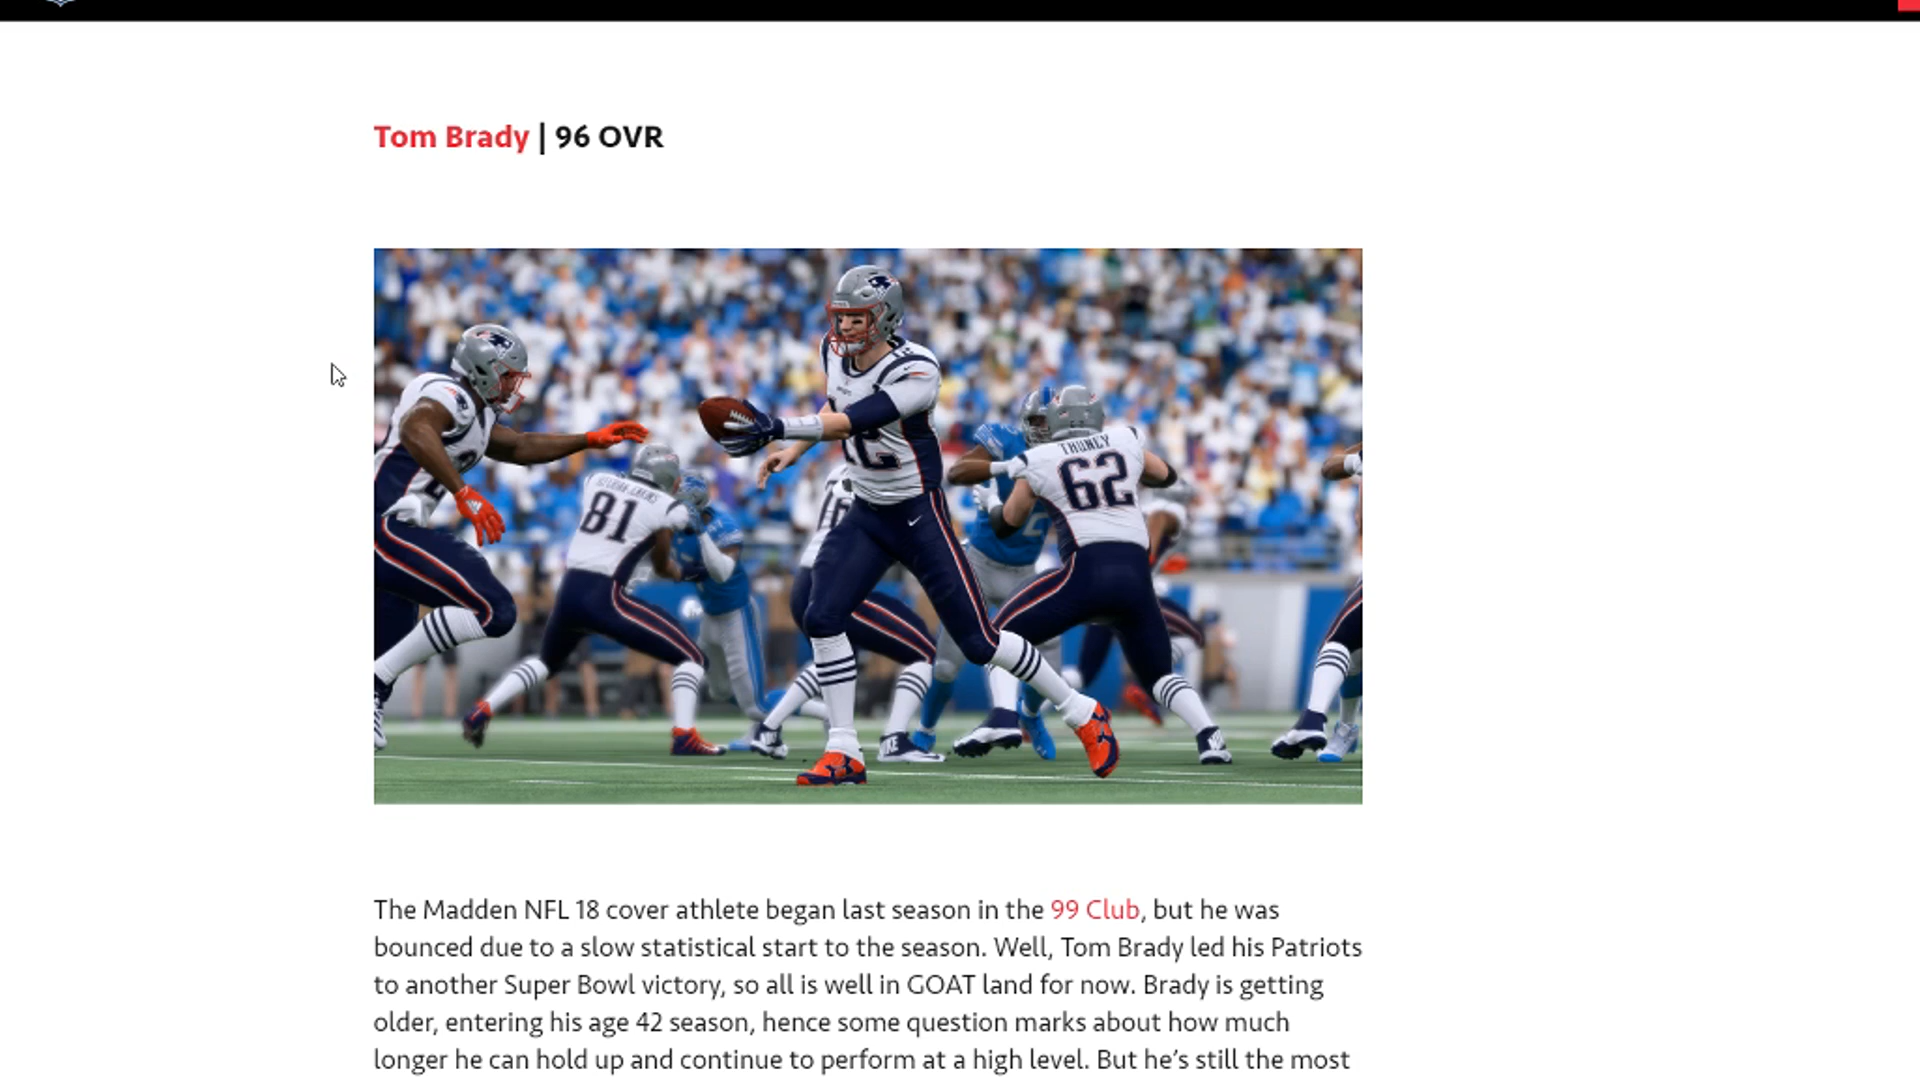 Tom Brady | 96 OVR
THUNEY
62
81
12
The Madden NFL 18 cover athlete began last season in the 99 Club, but he was
bounced due to a slow statistical start to the season. Well, Tom Brady led his Patriots
to another Super Bowl victory, so all is well in GOAT land for now. Brady is getting
older, entering his age 42 season, hence some question marks about how much
longer he can hold up and continue to perform at a high level. But he’s still the most